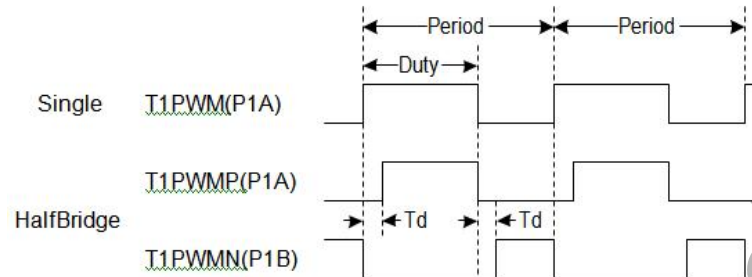 Period Period
Duty
Single T1PWM(P1A)
T1PWMP(P1A)
HalfBridge Td Td
T1PWMN(P1B)